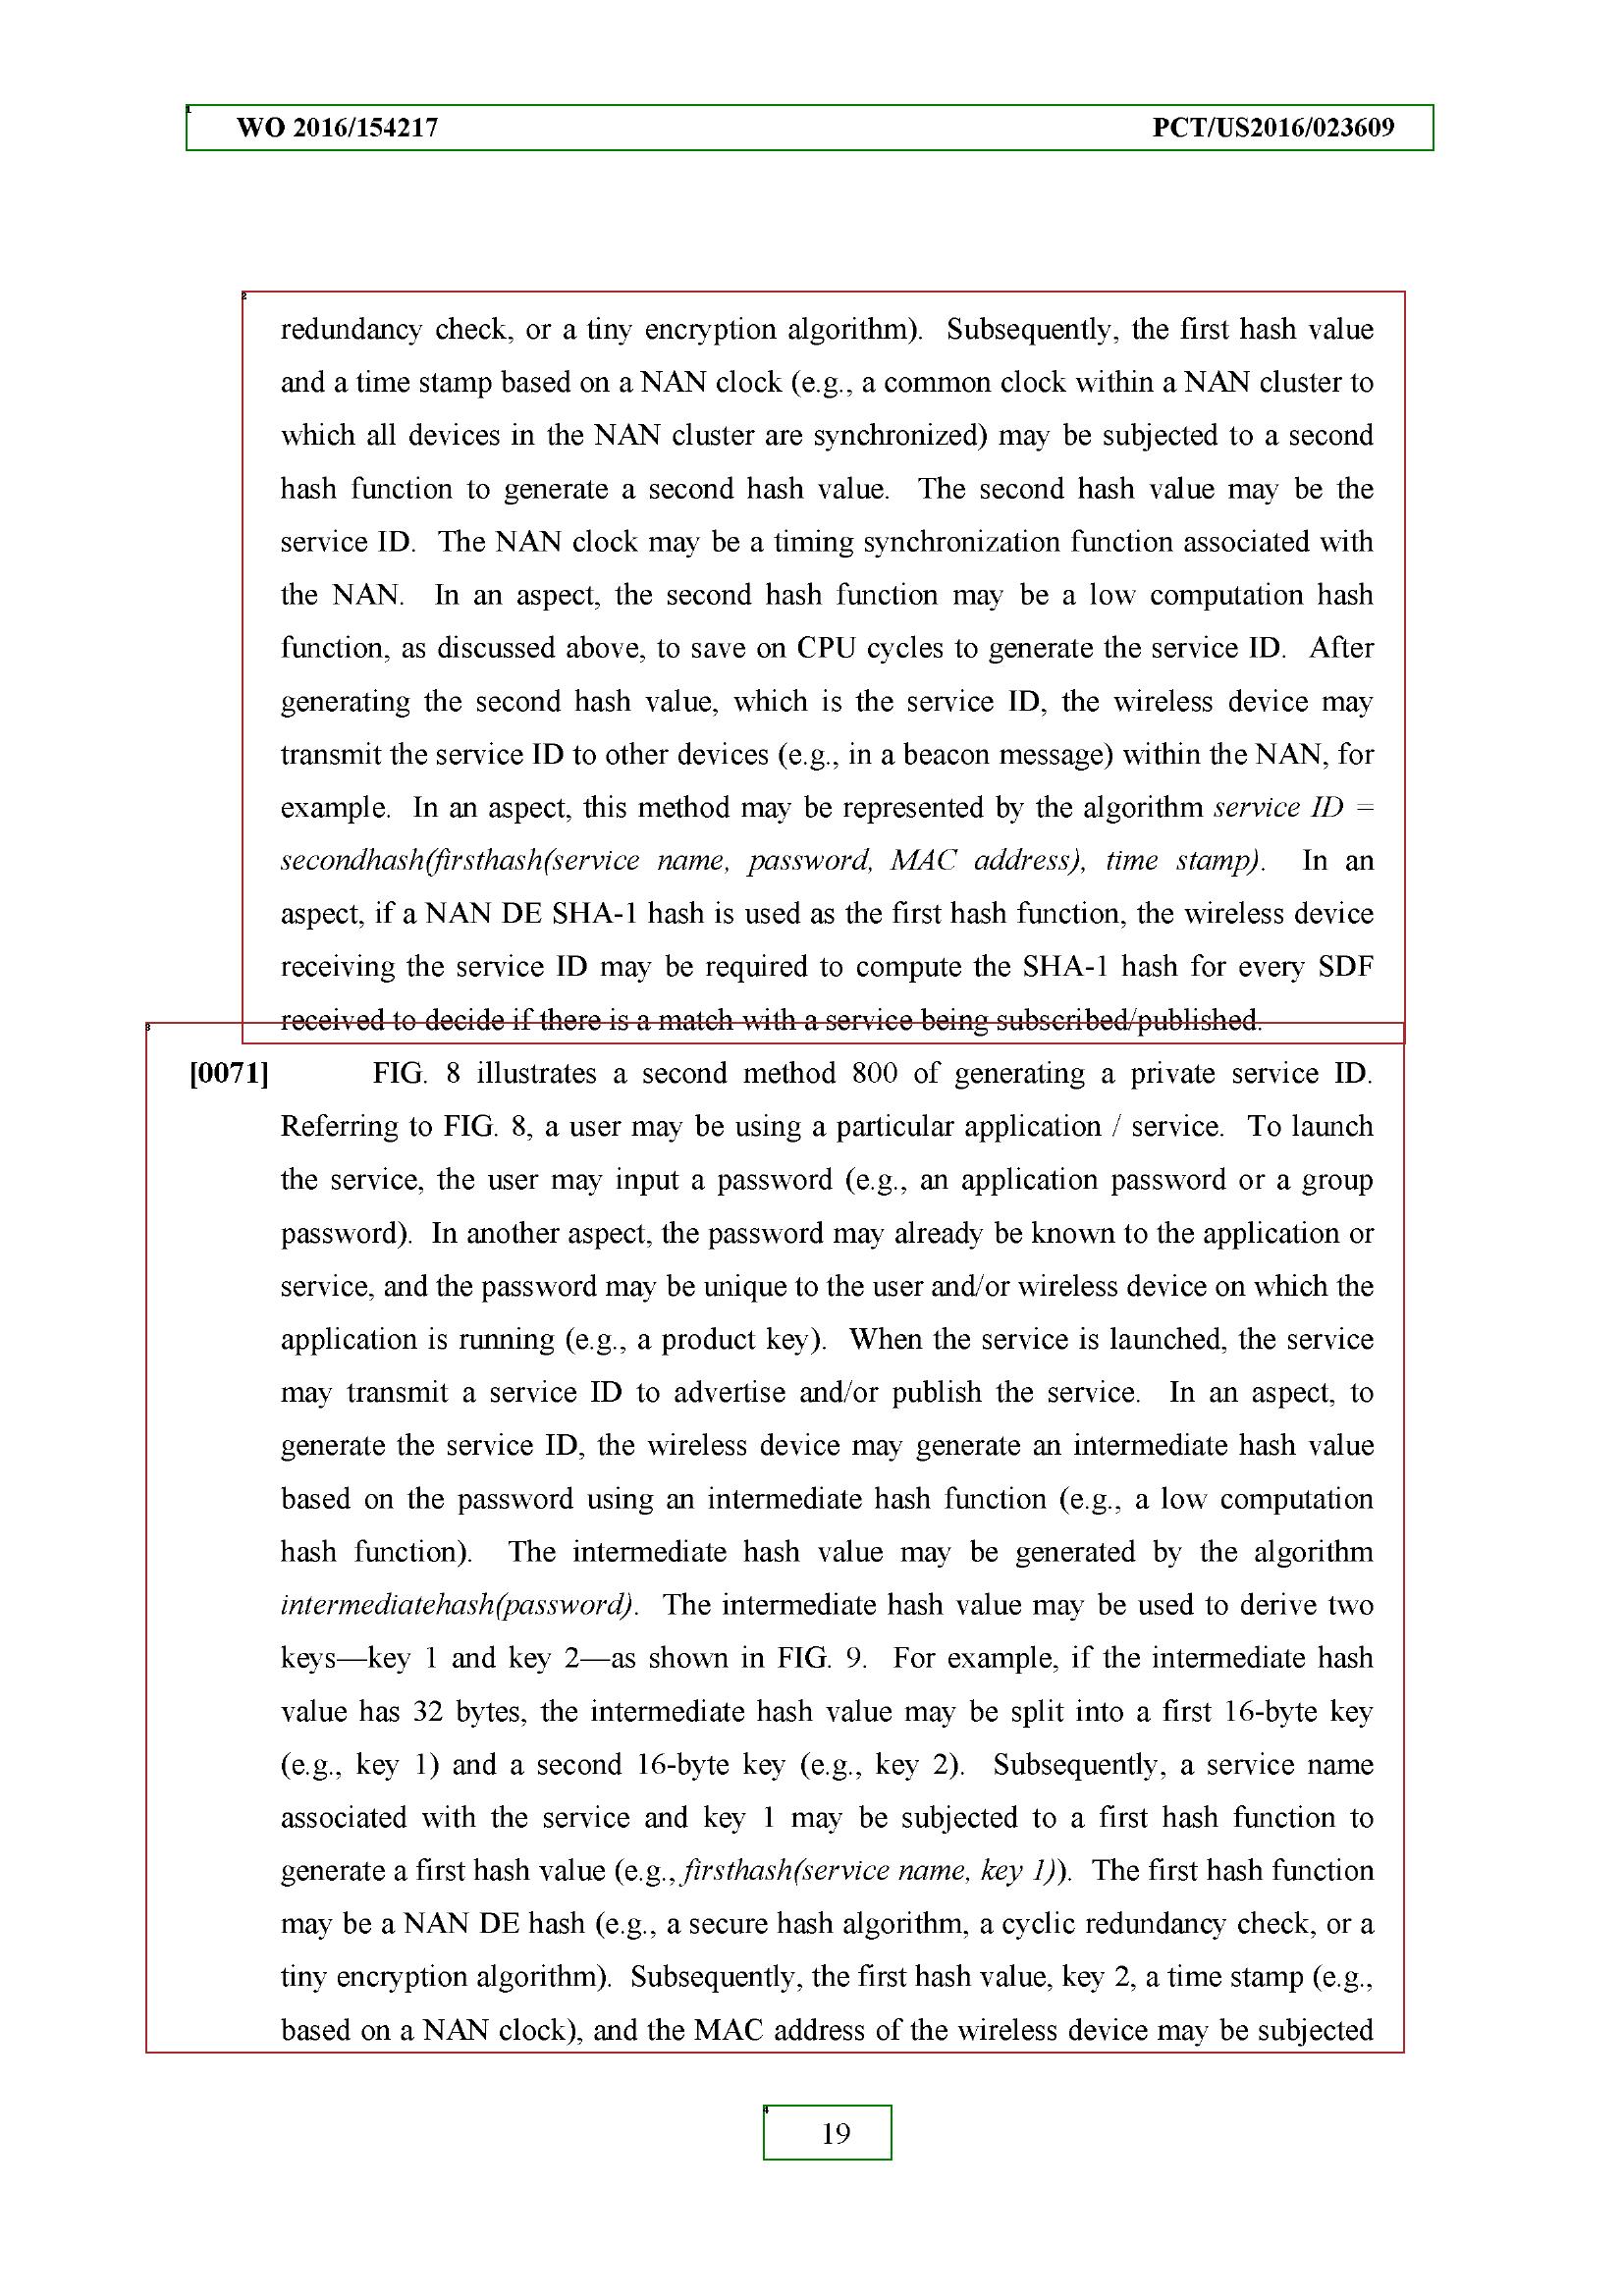 WO 2016/154217 PCT/US2016/023609
redundancy check, or a tiny encryption algorithm). Subsequently, the first hash value
and a time stamp based on a NAN clock (e.g., a common clock within a NAN cluster to
which all devices in the NAN cluster are synchronized) may be subjected to a second
hash function to generate a second hash value. The second hash value may be the
service ID. The NAN clock may be a timing synchronization function associated with
the NAN. In an aspect, the second hash function may be a low computation hash
function, as discussed above, to save on CPU cycles to generate the service ID. After
generating the second hash value, which is the service ID, the wireless device may
transmit the service ID to other devices (e.g., in a beacon message) within the NAN, for
example. In an aspect, this method may be represented by the algorithm service ID =
secondhash(firsthash(service name, password, MAC address), time stamp). In an
aspect, if a NAN DE SHA-1 hash is used as the first hash function, the wireless device
receiving the service ID may be required to compute the SHA-1 hash for every SDF
received to decide if there is a match with a service being subscribed/published.
[0071] FIG. 8 illustrates a second method 800 of generating a private service ID.
Referring to FIG. 8, a user may be using a particular application / service. To launch
the service, the user may input a password (e.g., an application password or a group
password). In another aspect, the password may already be known to the application or
service, and the password may be unique to the user and/or wireless device on which the
application is running (e.g., a product key). When the service is launched, the service
may transmit a service ID to advertise and/or publish the service. In an aspect, to
generate the service ID, the wireless device may generate an intermediate hash value
based on the password using an intermediate hash function (e.g., a low computation
hash function). The intermediate hash value may be generated by the algorithm
intermediatehash(password). The intermediate hash value may be used to derive two
keys—key 1 and key 2—as shown in FIG. 9. For example, if the intermediate hash
value has 32 bytes, the intermediate hash value may be split into a first 16-byte key
(e.g., key 1) and a second 16-byte key (e.g., key 2). Subsequently, a service name
associated with the service and key 1 may be subjected to a first hash function to
generate a first hash value (e.g., firsthash(service name, key 1)). The first hash function
may be a NAN DE hash (e.g., a secure hash algorithm, a cyclic redundancy check, or a
tiny encryption algorithm). Subsequently, the first hash value, key 2, a time stamp (e.g.,
based on a NAN clock), and the MAC address of the wireless device may be subjected
19